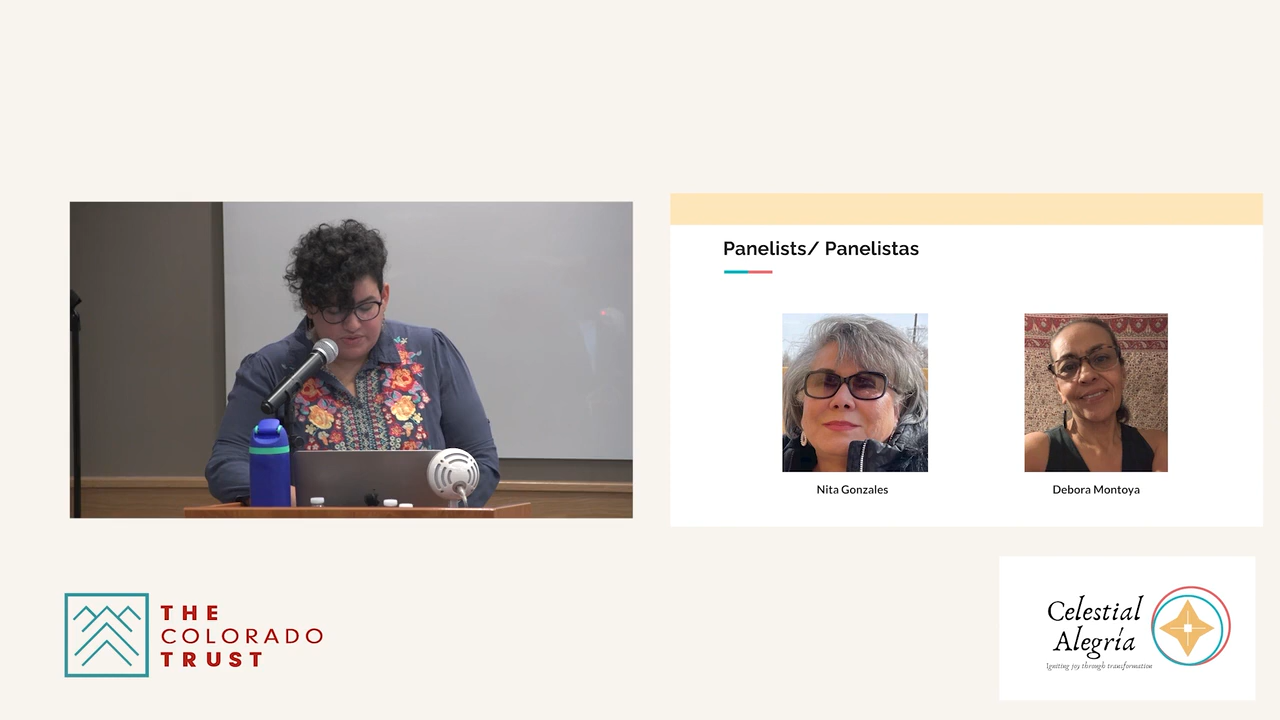 Panelists/ Panelistas
Nita Gonzales
Debora Montoya
THE
COLORADO
TRUST
Celestial
Alegría
Igniting joy through transformation